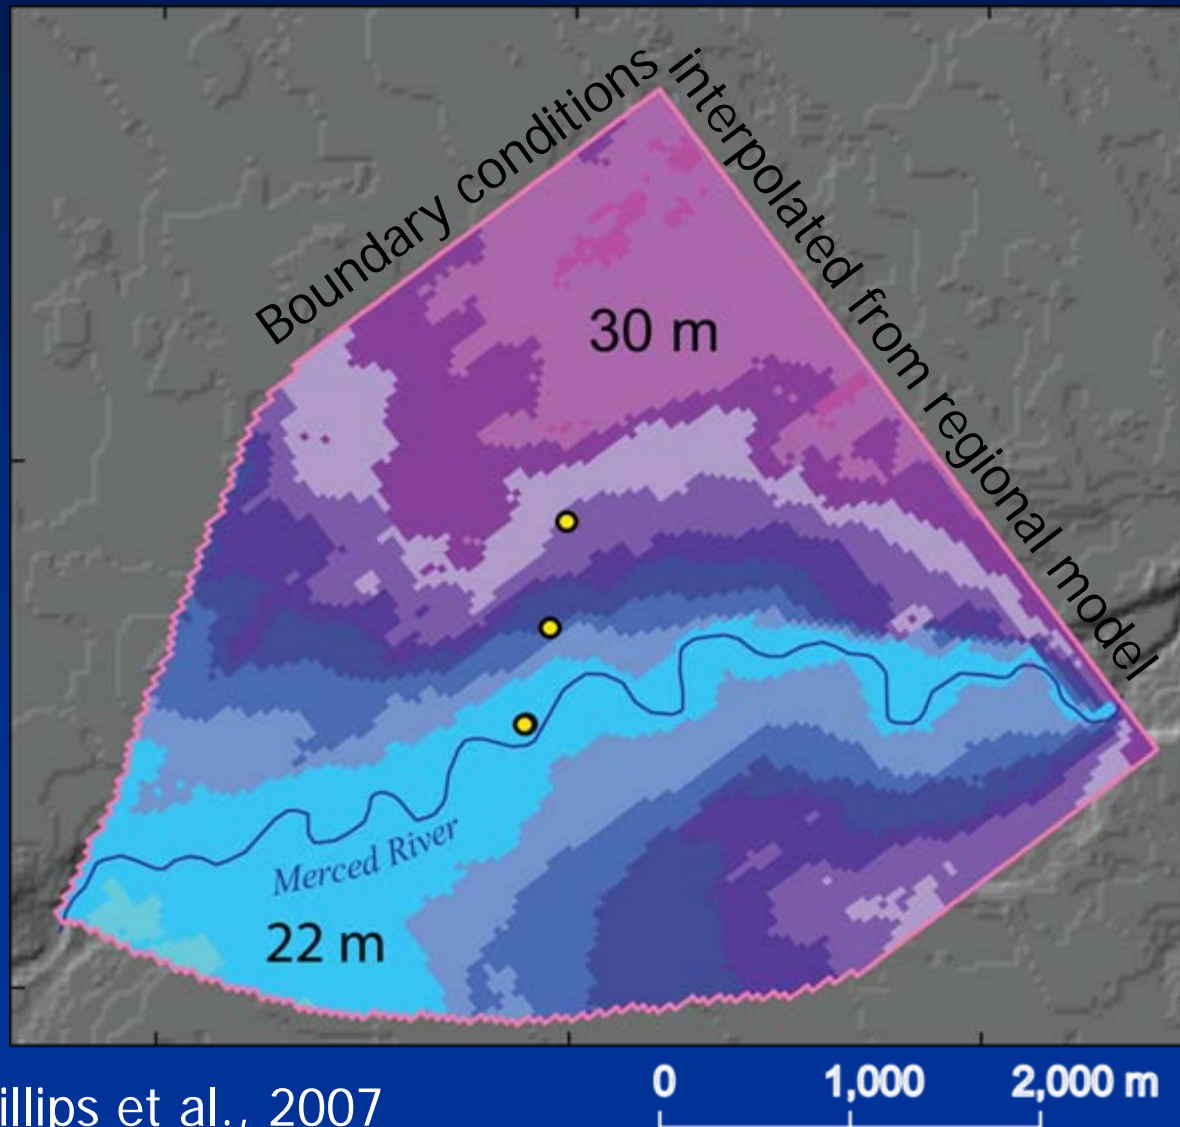 Boundary conditions
interpolated from regional model
30 m
Merced River
22 m
0 1,000 2,000 m
illips et al., 2007